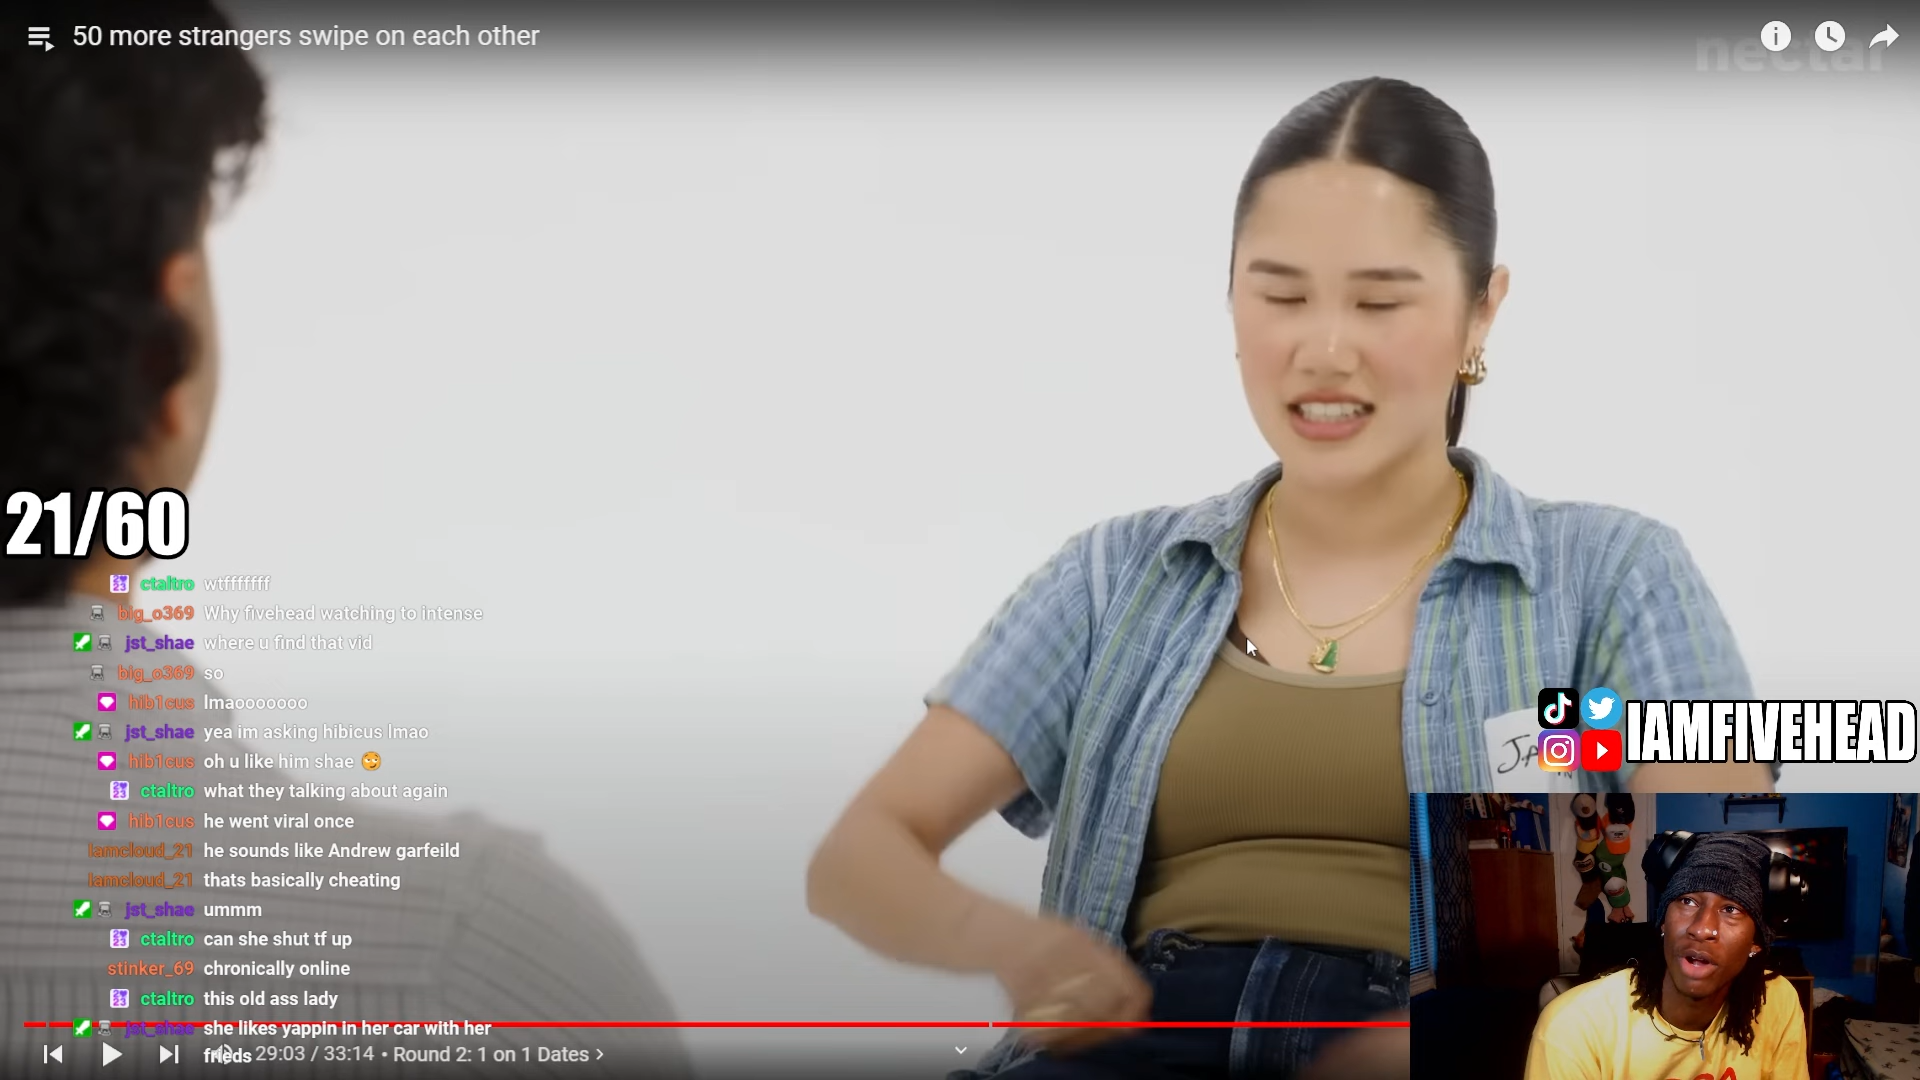 50 more strangers swipe on each other
nectar
21/60
ctaltro wtfffffff
big_o369 Why fivehead watching to intense
jst_shae where u find that vid
big_o369 so
hib1cus lmaooooooo
jst_shae yea im asking hibicus lmao
hib1cus oh u like him shae 🙄
ctaltro what they talking about again
hib1cus he went viral once
Iamcloud_21 he sounds like Andrew garfeild
Iamcloud_21 thats basically cheating
jst_shae ummm
ctaltro can she shut tf up
stinker_69 chronically online
ctaltro this old ass lady
jst_shae she likes yappin in her car with her
frieds
29:03 / 33:14 • Round 2: 1 on 1 Dates >
IAMFIVEHEAD